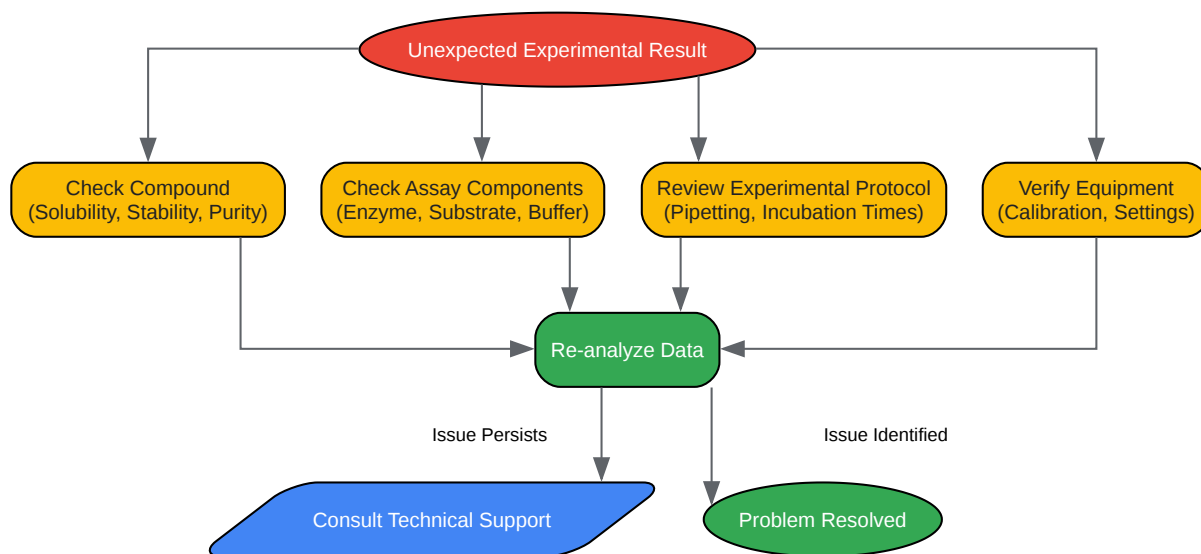 Unexpected Experimental Result
Check Compound
(Solubility, Stability, Purity)
Check Assay Components
(Enzyme, Substrate, Buffer)
Review Experimental Protocol
(Pipetting, Incubation Times)
Verify Equipment
(Calibration, Settings)
Re-analyze Data
Issue Persists
Issue Identified
Consult Technical Support
Problem Resolved